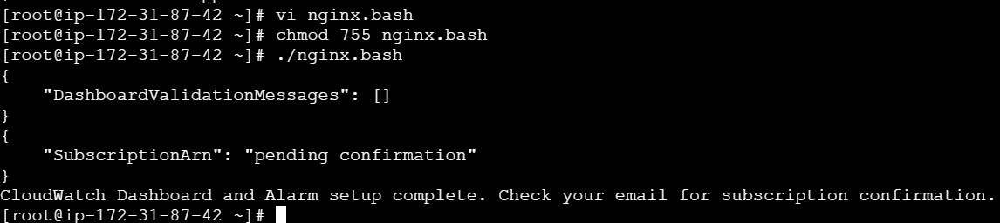 [root@ip-172-31-87-42 ~]# vi nginx.bash
[root@ip-172-31-87-42 ~]# chmod 755 nginx.bash
[root@ip-172-31-87-42 ~]# ./nginx.bash
{
    "DashboardValidationMessages": []
}
{
    "SubscriptionArn": "pending confirmation"
}
CloudWatch Dashboard and Alarm setup complete. Check your email for subscription confirmation.
[root@ip-172-31-87-42 ~]#